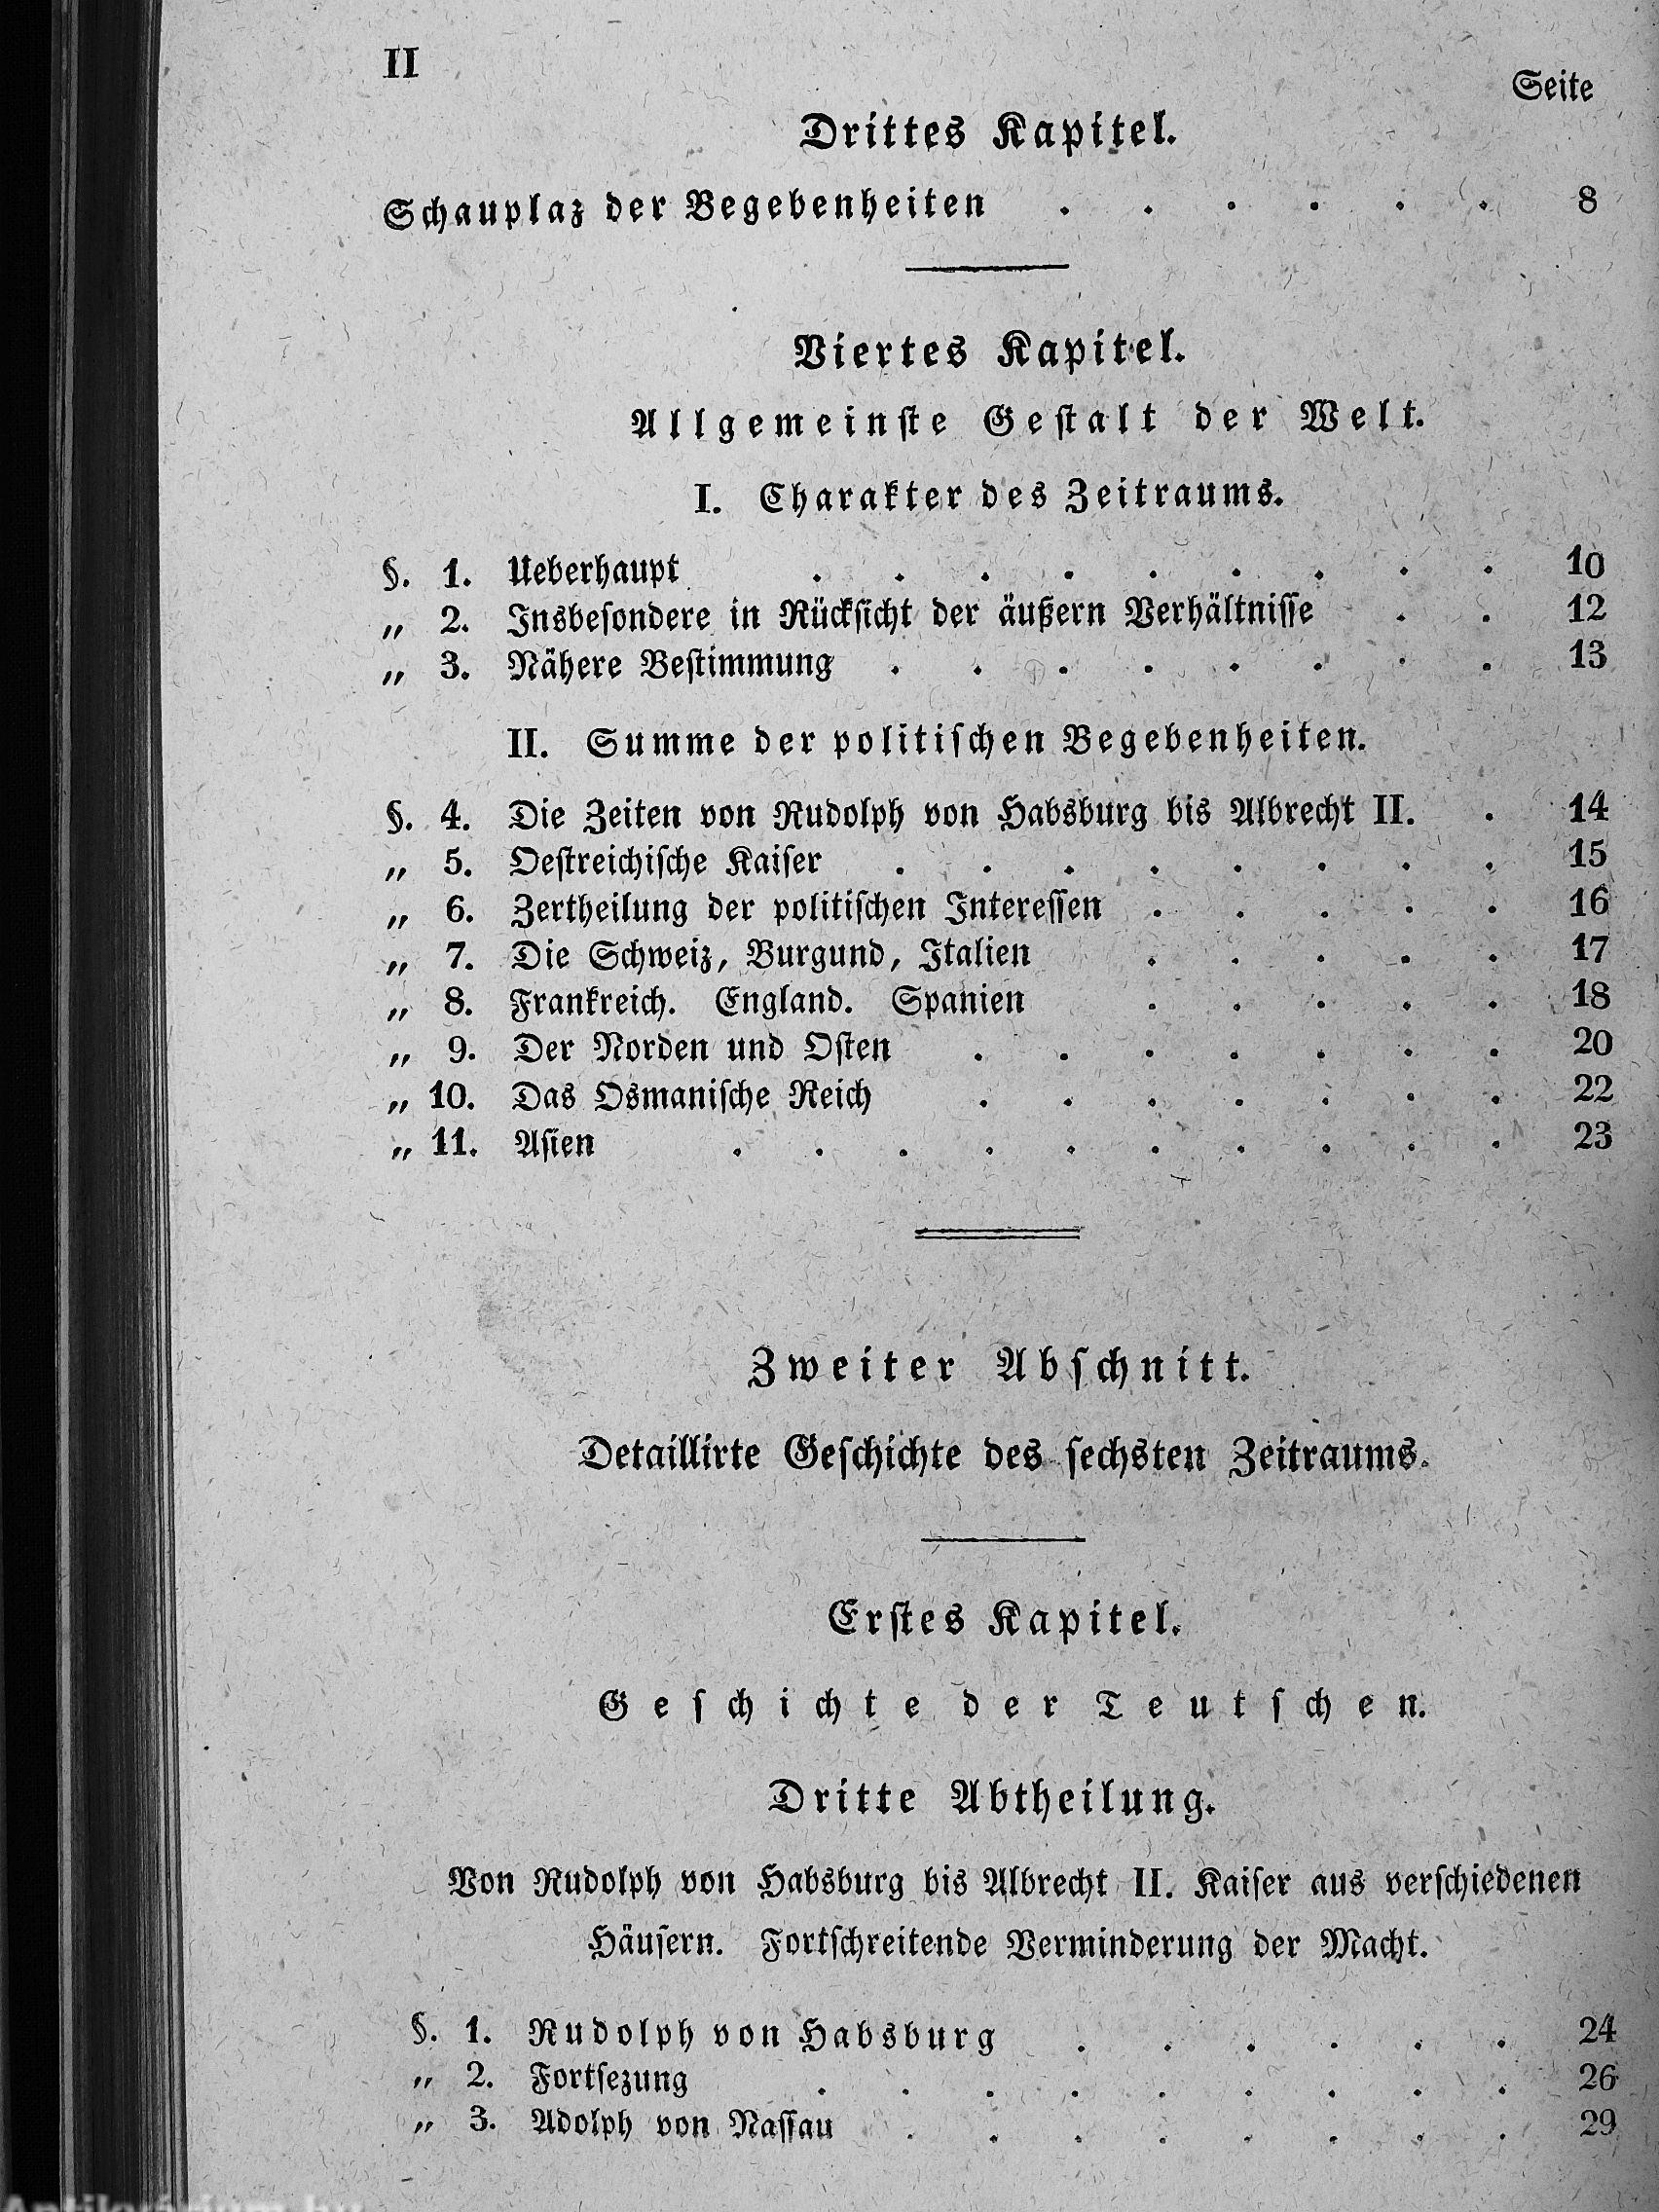 II
Seite
Drittes Kapitel.
Schauplaz der Begebenheiten . . . . . . 8
Viertes Kapitel.
Allgemeinſte Geſtalt der Welt.
I. Charakter des Zeitraums.
§. 1. Ueberhaupt . . . . . . . . . 10
„ 2. Insbeſondere in Rückſicht der äußern Verhältniſſe . . 12
„ 3. Nähere Beſtimmung . . . . . . . . 13
II. Summe der politiſchen Begebenheiten.
§. 4. Die Zeiten von Rudolph von Habsburg bis Albrecht II. . 14
„ 5. Oeſtreichiſche Kaiſer . . . . . . . . 15
„ 6. Zertheilung der politiſchen Intereſſen . . . . . 16
„ 7. Die Schweiz, Burgund, Italien . . . . . 17
„ 8. Frankreich. England. Spanien . . . . . 18
„ 9. Der Norden und Oſten . . . . . . . 20
„ 10. Das Osmaniſche Reich . . . . . . . 22
„ 11. Aſien . . . . . . . . . . 23
Zweiter Abſchnitt.
Detaillirte Geſchichte des ſechsten Zeitraums.
Erſtes Kapitel.
Geſchichte der Teutſchen.
Dritte Abtheilung.
Von Rudolph von Habsburg bis Albrecht II. Kaiſer aus verſchiedenen
Häuſern. Fortſchreitende Verminderung der Macht.
§. 1. Rudolph von Habsburg . . . . . . 24
„ 2. Fortſezung . . . . . . . . . 26
„ 3. Adolph von Naſſau . . . . . . . . 29